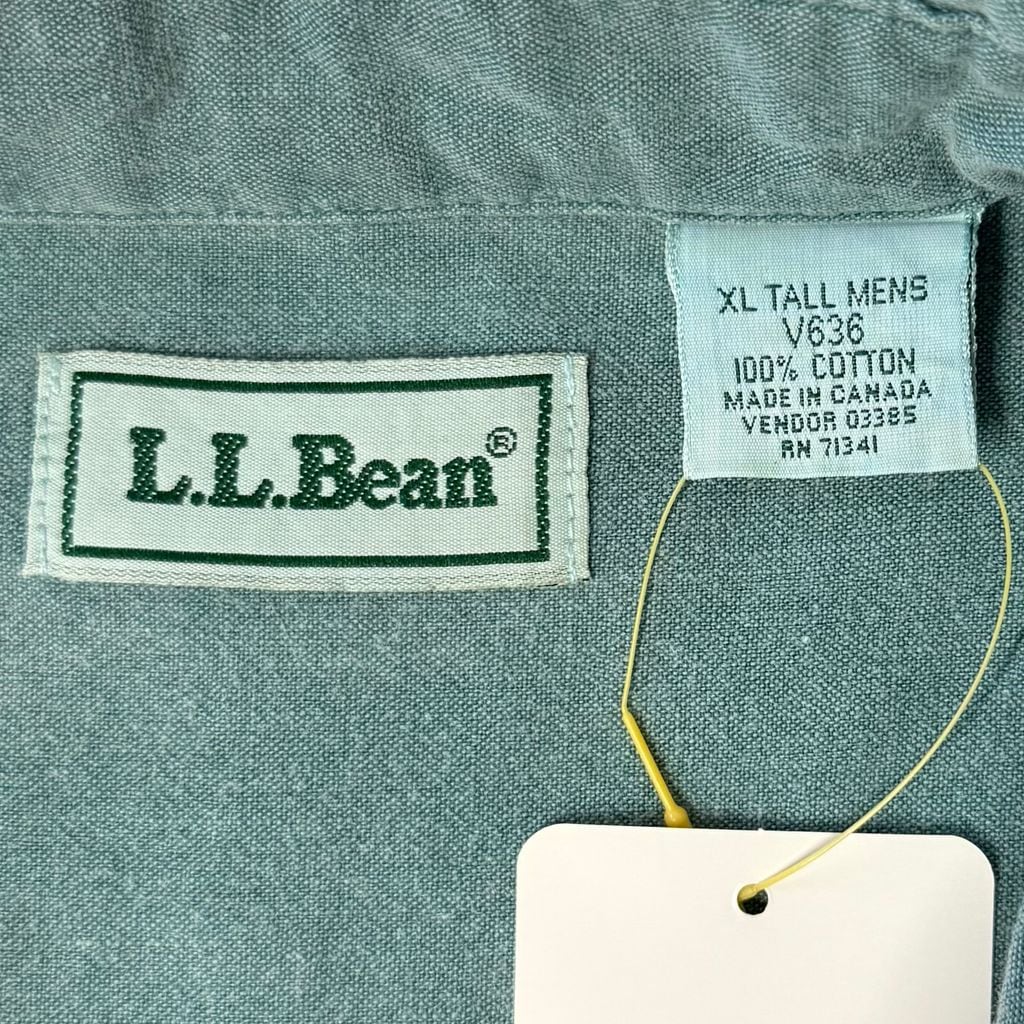 L.L.Bean®
XL TALL MENS
V636
100% COTTON
MADE IN CANADA
VENDOR 03385
RN 71341